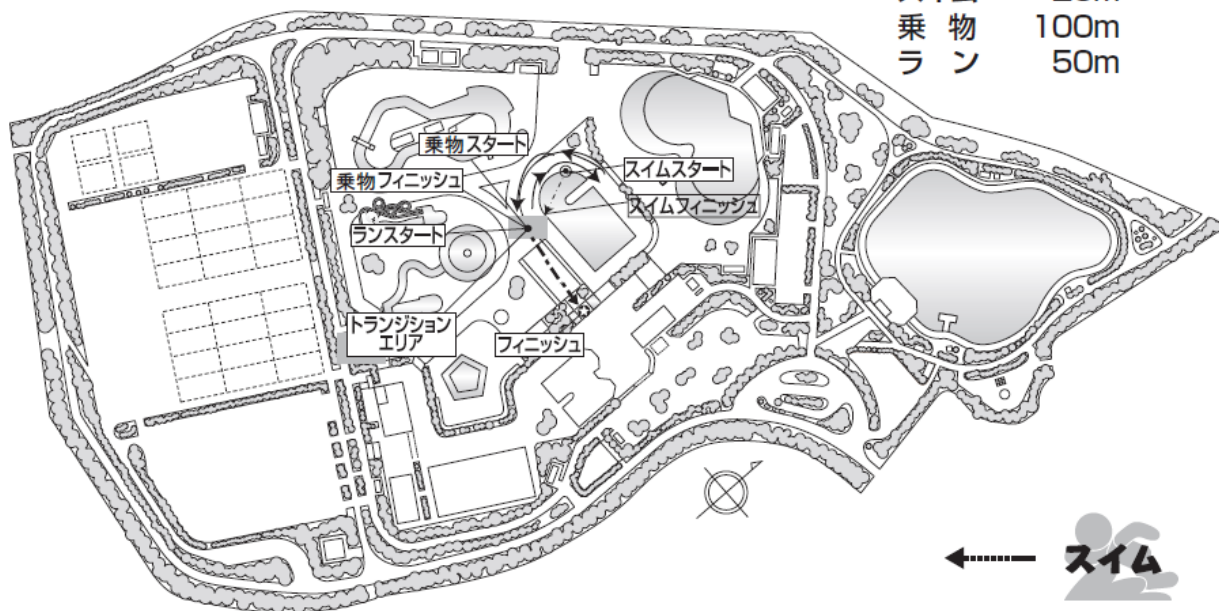 乗 物 100m
ラ ン 50m
乗物スタート
スイムスタート
乗物フィニッシュ
スイムフィニッシュ
ランスタート
トランジション
エリア
フィニッシュ
スイム